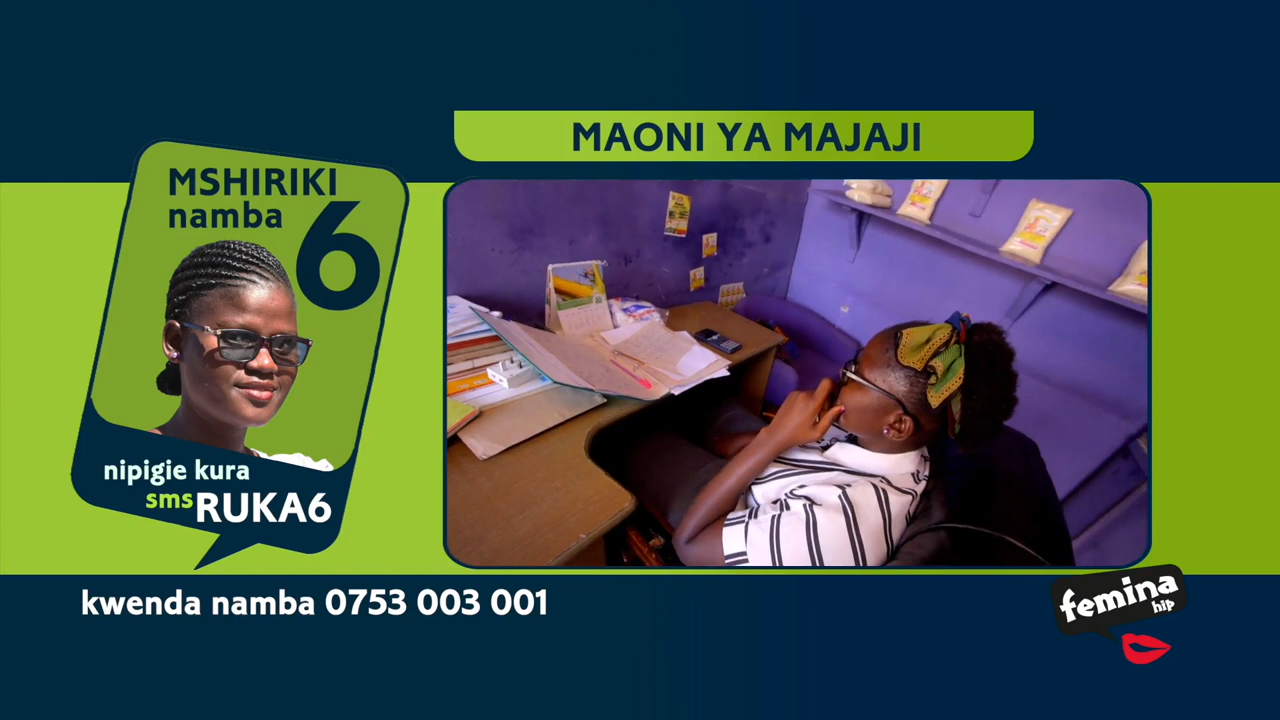 MAONI YA MAJAJI
MSHIRIKI
namba
6
nipigie kura
sms RUKA6
kwenda namba 0753 003 001
femina
hip